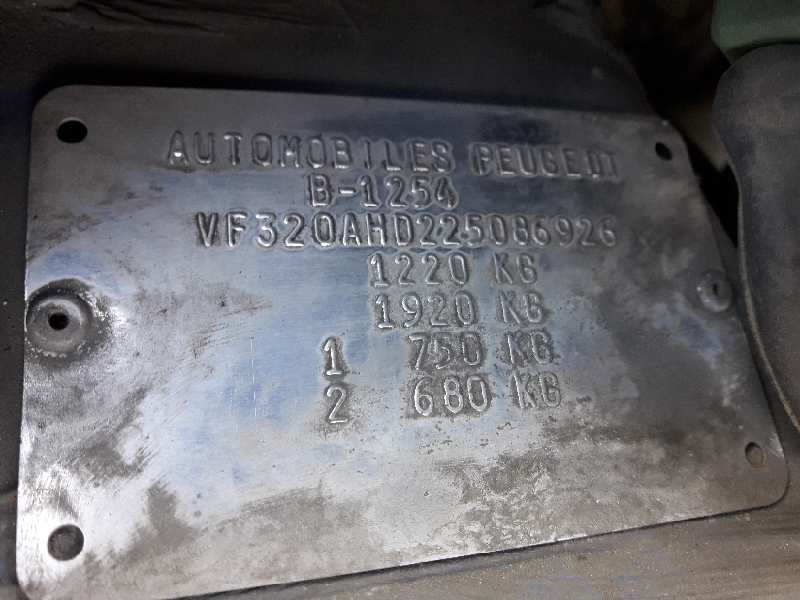 AUTOMOBILES PEUGEOT
B-1254
VF320AHD225086926
1220 KG
1920 KG
1 750 KG
2 680 KG